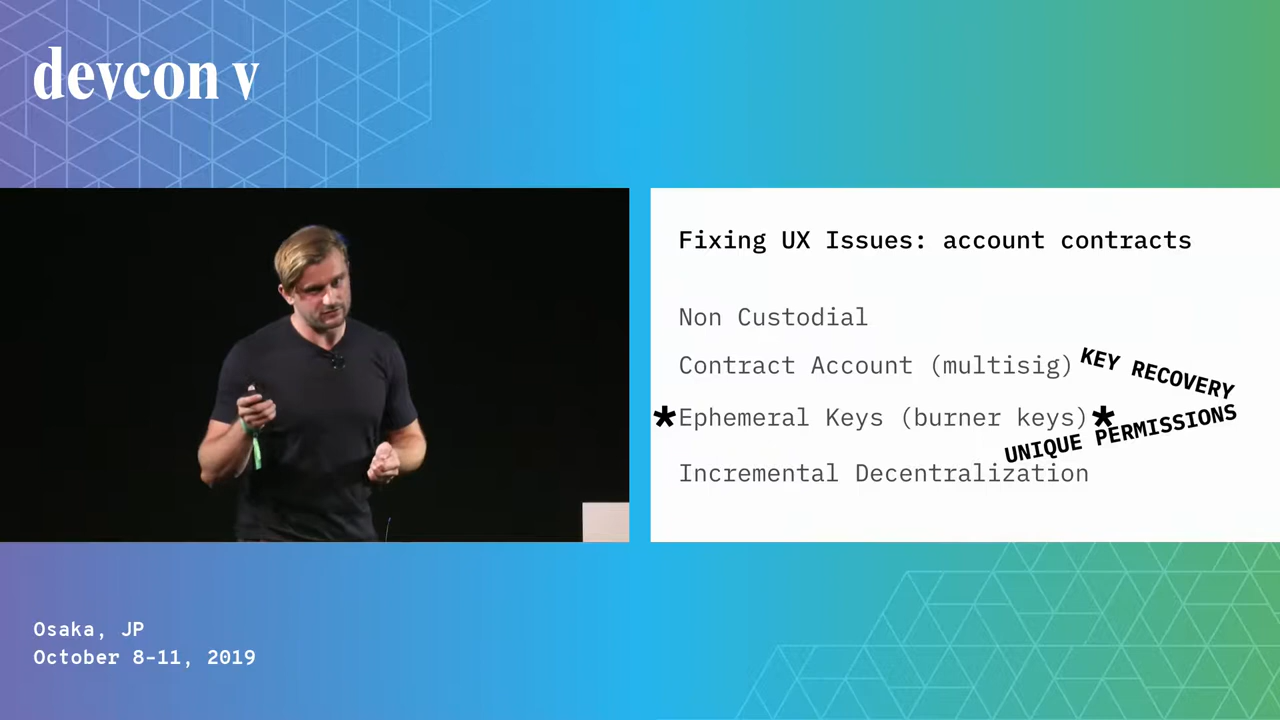 devcon v
Fixing UX Issues: account contracts
Non Custodial
Contract Account (multisig)
KEY RECOVERY
*Ephemeral Keys (burner keys)*
UNIQUE PERMISSIONS
Incremental Decentralization
Osaka, JP
October 8-11, 2019